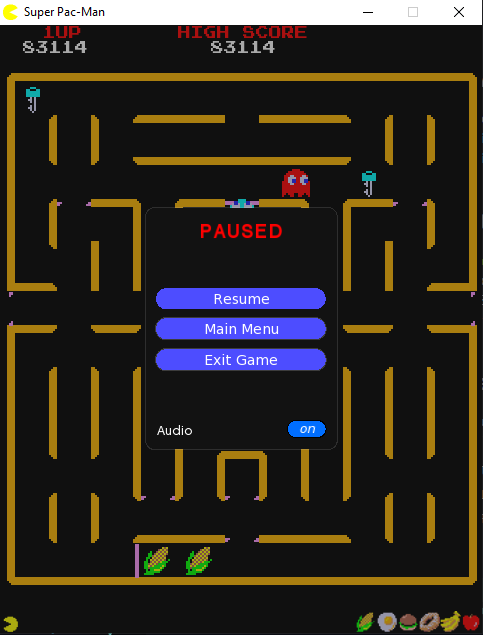 Super Pac-Man
1UP HIGH SCORE
83114 83114
PAUSED
Resume
Main Menu
Exit Game
Audio on